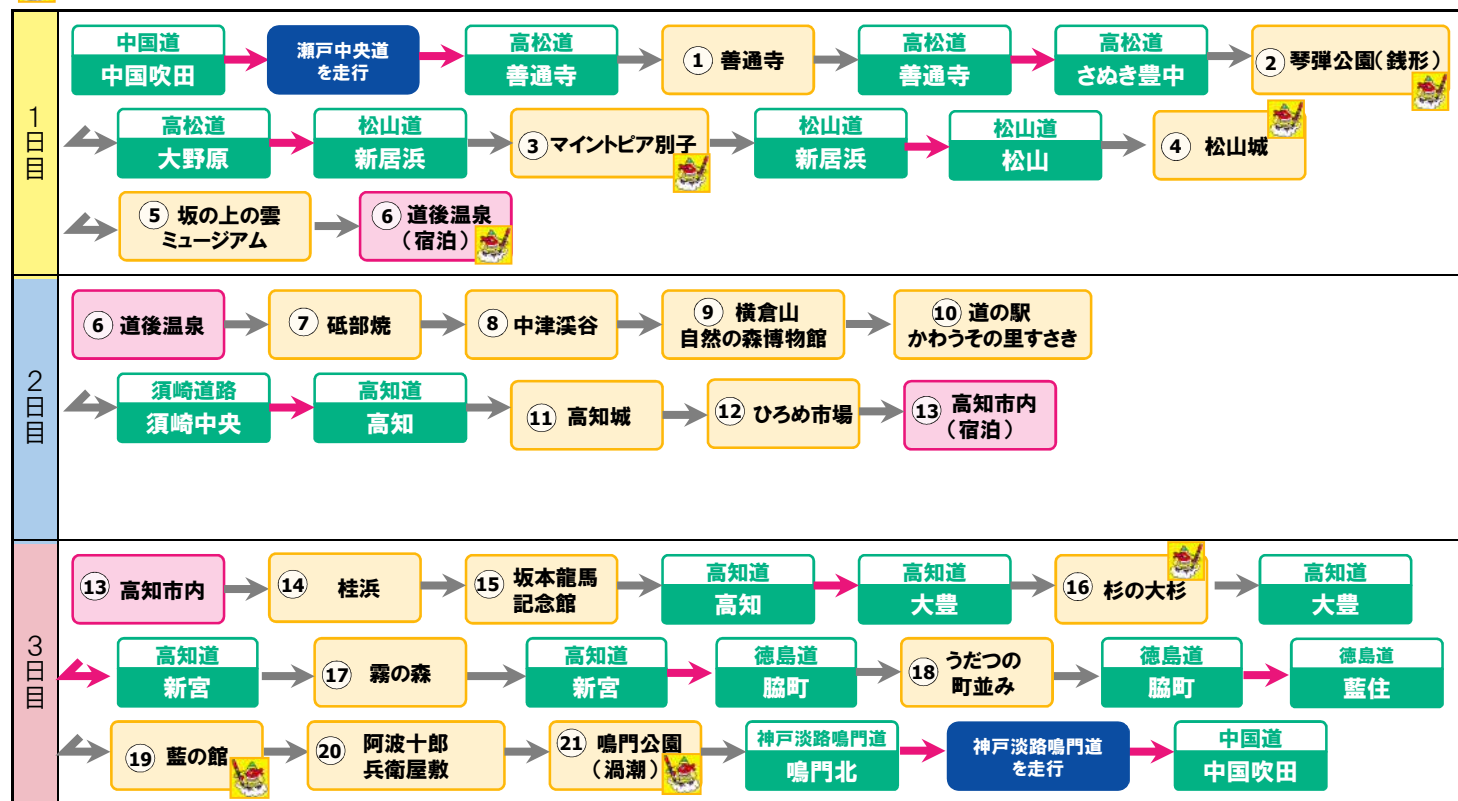 1日目
中国道
中国吹田
瀬戸中央道
を走行
高松道
善通寺
① 善通寺
高松道
善通寺
高松道
さぬき豊中
② 琴弾公園(銭形)
高松道
大野原
松山道
新居浜
③ マイントピア別子
松山道
新居浜
松山道
松山
④ 松山城
⑤ 坂の上の雲
ミュージアム
⑥ 道後温泉
(宿泊)
2日目
⑥ 道後温泉
⑦ 砥部焼
⑧ 中津渓谷
⑨ 横倉山
自然の森博物館
⑩ 道の駅
かわうその里すさき
須崎道路
須崎中央
高知道
高知
⑪ 高知城
⑫ ひろめ市場
⑬ 高知市内
(宿泊)
3日目
⑬ 高知市内
⑭ 桂浜
⑮ 坂本龍馬
記念館
高知道
高知
高知道
大豊
⑯ 杉の大杉
高知道
大豊
高知道
新宮
⑰ 霧の森
高知道
新宮
徳島道
脇町
⑱ うだつの
町並み
徳島道
脇町
徳島道
藍住
⑲ 藍の館
⑳ 阿波十郎
兵衛屋敷
㉑ 鳴門公園
(渦潮)
神戸淡路鳴門道
鳴門北
神戸淡路鳴門道
を走行
中国道
中国吹田